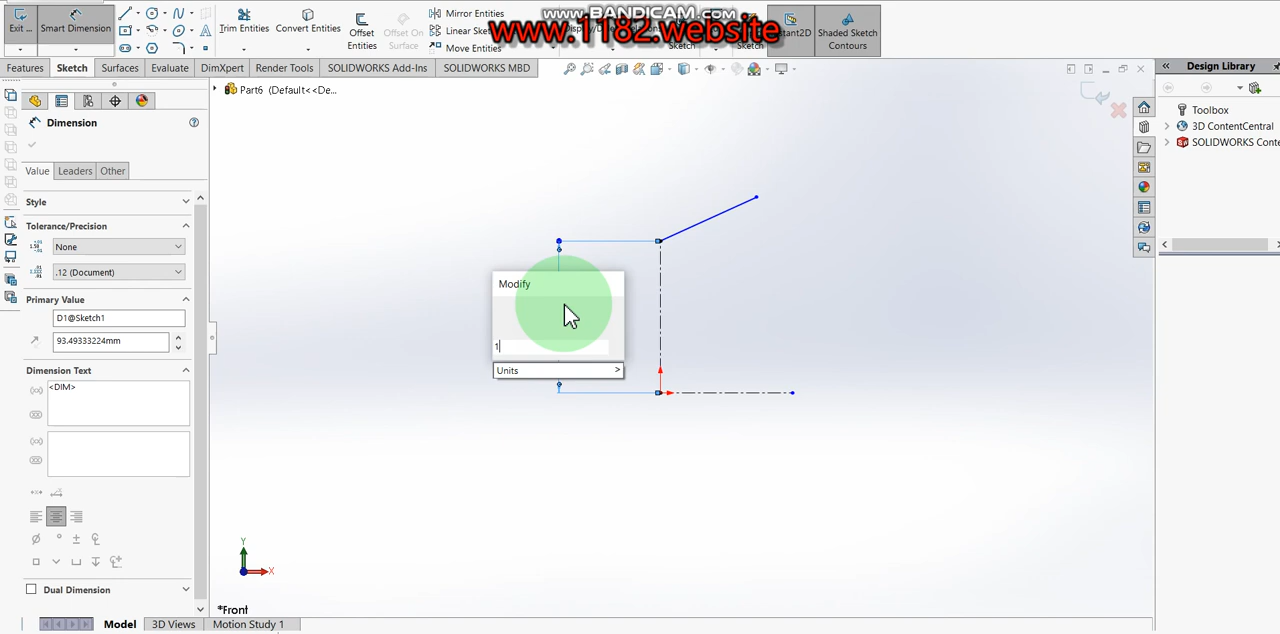 www.BANDICAM.com
www.1182.website
Exit ...
Smart Dimension
Trim Entities
Convert Entities
Offset Entities
Offset On Surface
Mirror Entities
Linear Sket
Move Entities
Sketch
Sketch
stant2D
Shaded Sketch Contours
Features
Sketch
Surfaces
Evaluate
DimXpert
Render Tools
SOLIDWORKS Add-Ins
SOLIDWORKS MBD
Part6 (Default<<De...
Dimension
Value
Leaders
Other
Style
Tolerance/Precision
None
.12 (Document)
Primary Value
D1@Sketch1
93.49333224mm
Dimension Text
<DIM>
Dual Dimension
Modify
1
Units
Y
X
*Front
Model
3D Views
Motion Study 1
Design Library
Toolbox
3D ContentCentral
SOLIDWORKS Conte